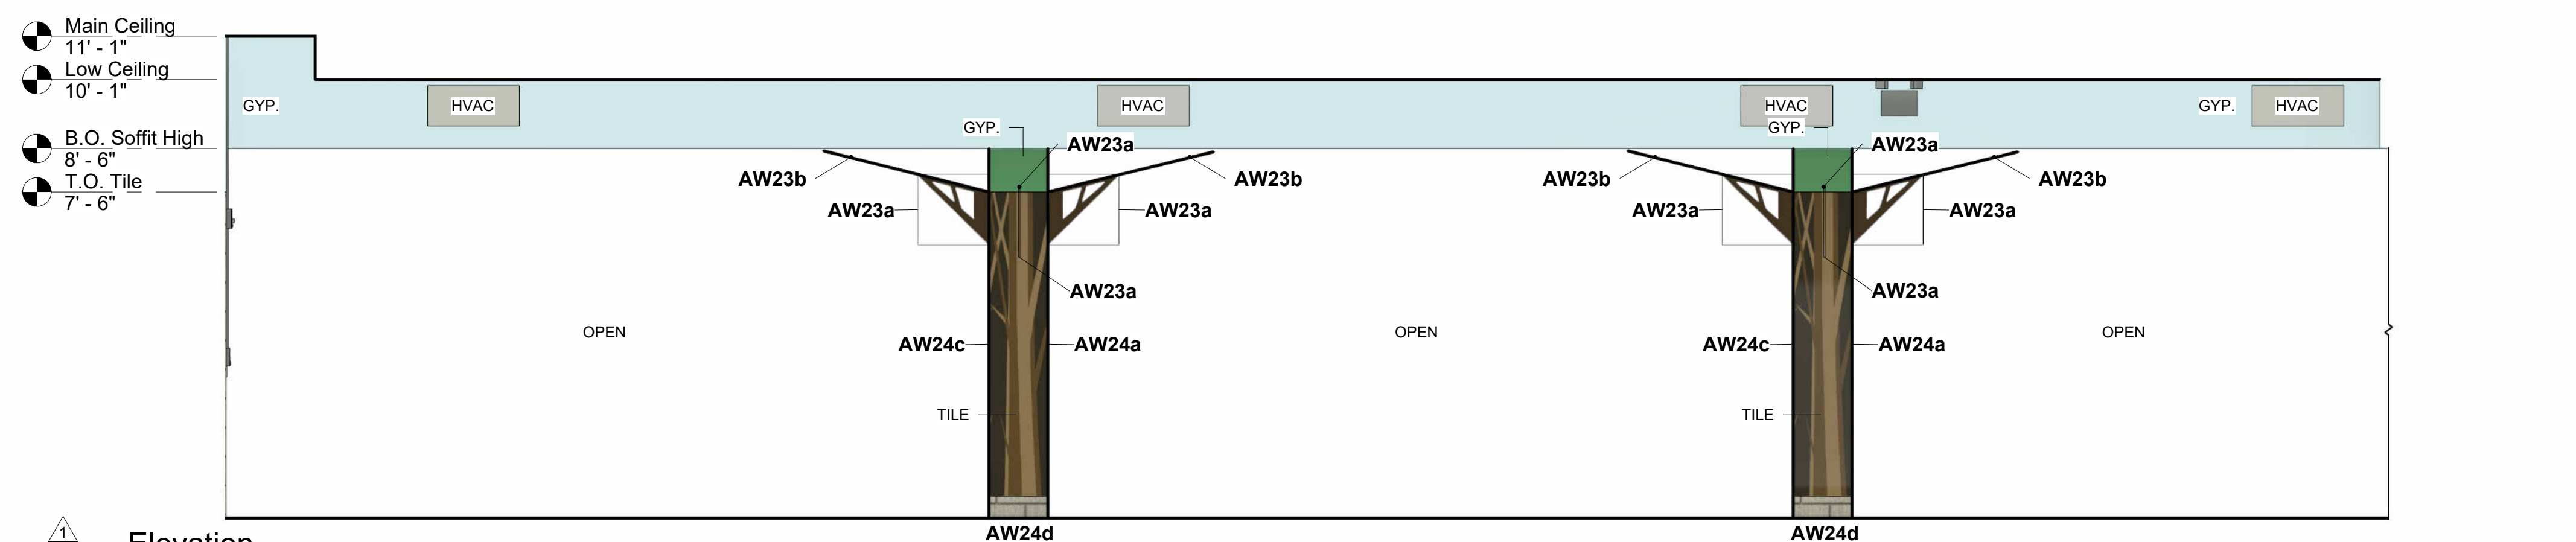 Main Ceiling
11' - 1"
Low Ceiling
10' - 1"
B.O. Soffit High
8' - 6"
T.O. Tile
7' - 6"
GYP.
HVAC
HVAC
HVAC
GYP.
HVAC
GYP.
GYP.
AW23a
AW23a
AW23b
AW23b
AW23b
AW23b
AW23a
AW23a
AW23a
AW23a
AW23a
AW23a
OPEN
OPEN
OPEN
AW24c
AW24a
AW24c
AW24a
TILE
TILE
AW24d
AW24d
1
Elevation